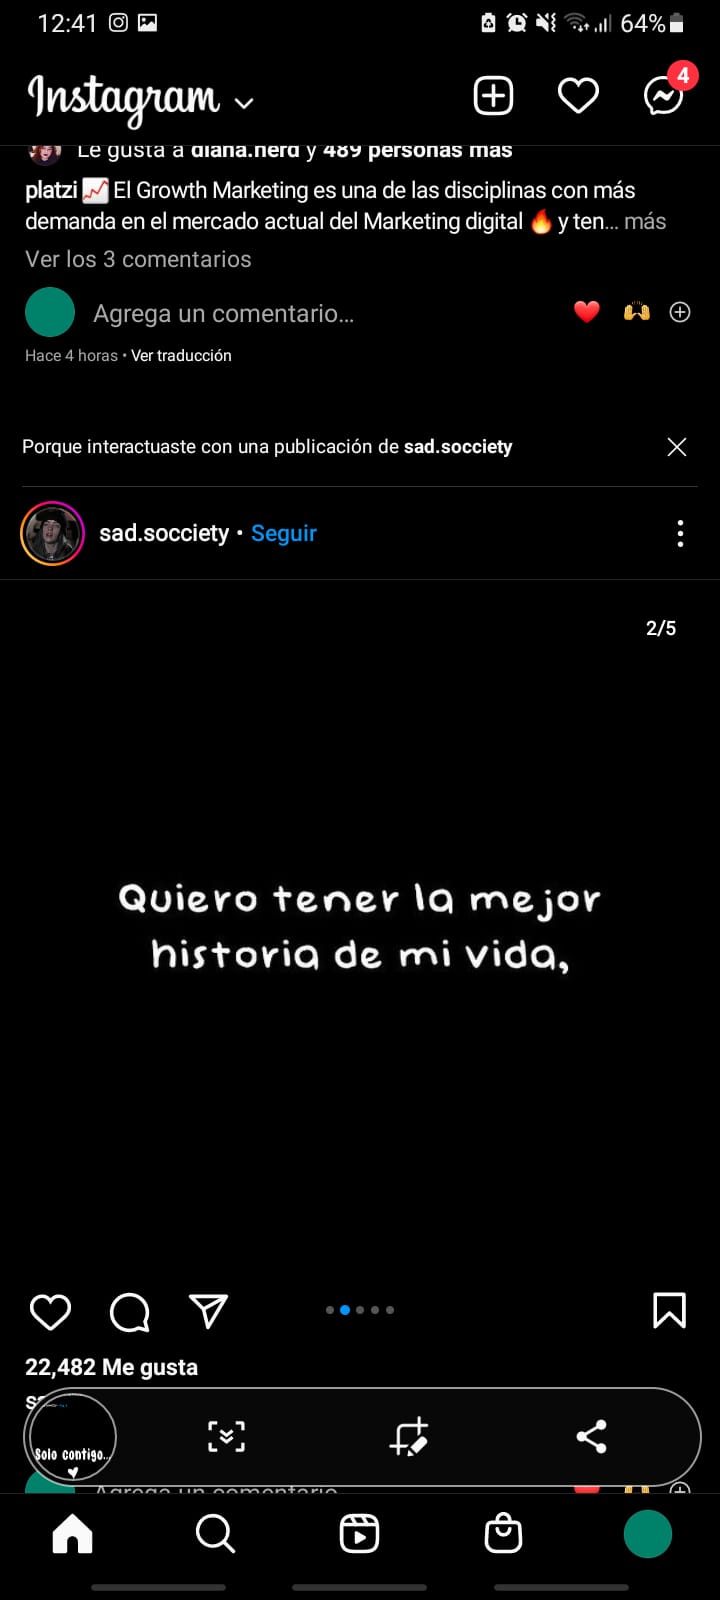 12:41
64%
Instagram
4
Le gusta a diana.nerd y 489 personas más
platzi 📈 El Growth Marketing es una de las disciplinas con más
demanda en el mercado actual del Marketing digital 🔥 y ten... más
Ver los 3 comentarios
Agrega un comentario...
Hace 4 horas • Ver traducción
Porque interactuaste con una publicación de sad.socciety
sad.socciety • Seguir
2/5
Quiero tener la mejor
historia de mi vida,
22,482 Me gusta
Solo contigo...
Agrega un comentario